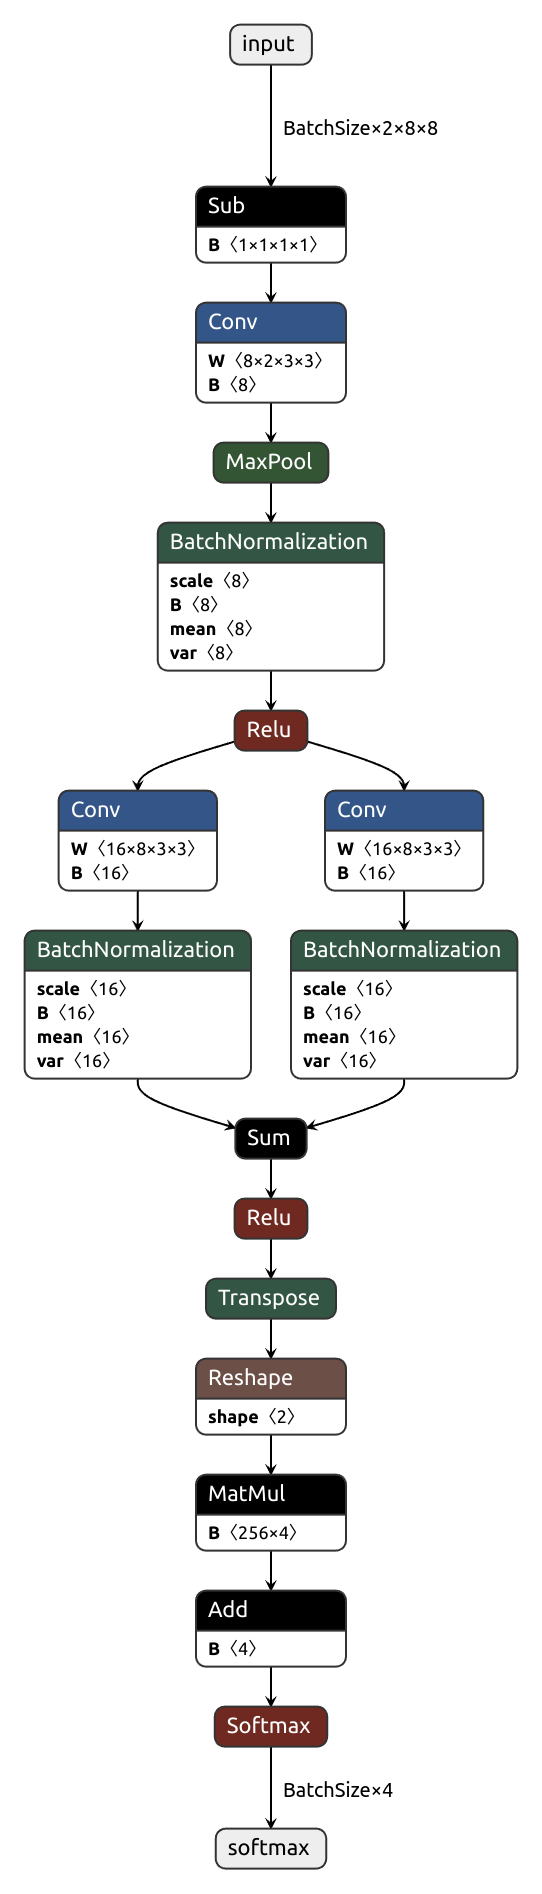 input
BatchSize×2×8×8
Sub
B〈1×1×1×1〉
Conv
W〈8×2×3×3〉
B〈8〉
MaxPool
BatchNormalization
scale〈8〉
B〈8〉
mean〈8〉
var〈8〉
Relu
Conv
W〈16×8×3×3〉
B〈16〉
BatchNormalization
scale〈16〉
B〈16〉
mean〈16〉
var〈16〉
Conv
W〈16×8×3×3〉
B〈16〉
BatchNormalization
scale〈16〉
B〈16〉
mean〈16〉
var〈16〉
Sum
Relu
Transpose
Reshape
shape〈2〉
MatMul
B〈256×4〉
Add
B〈4〉
Softmax
BatchSize×4
softmax